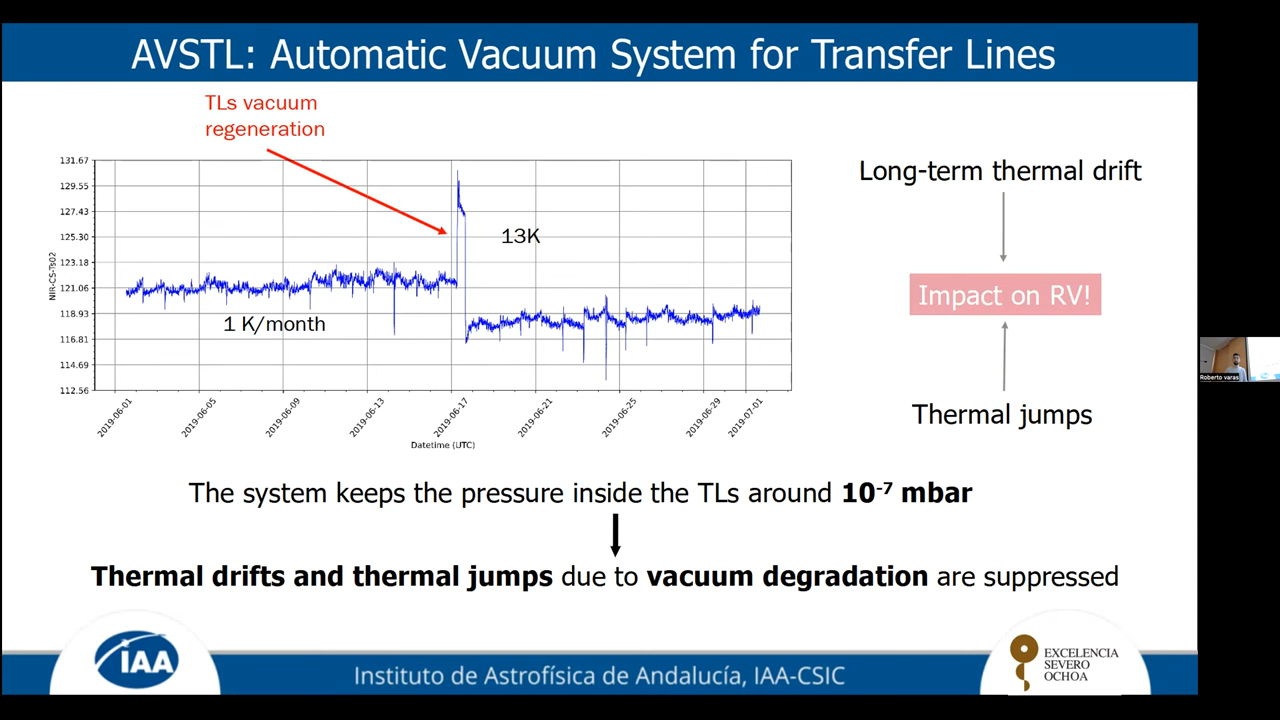 AVSTL: Automatic Vacuum System for Transfer Lines
TLs vacuum
regeneration
131.67
129.55
127.43
125.30
123.18
121.06
118.93
116.81
114.69
112.56
NIR-CS-Ts02
13K
1 K/month
2019-06-01
2019-06-05
2019-06-09
2019-06-13
2019-06-17
2019-06-21
2019-06-25
2019-06-29
2019-07-01
Datetime (UTC)
Long-term thermal drift
Impact on RV!
Thermal jumps
Roberto varas
The system keeps the pressure inside the TLs around 10⁻⁷ mbar
Thermal drifts and thermal jumps due to vacuum degradation are suppressed
IAA
Instituto de Astrofísica de Andalucía, IAA-CSIC
EXCELENCIA
SEVERO
OCHOA